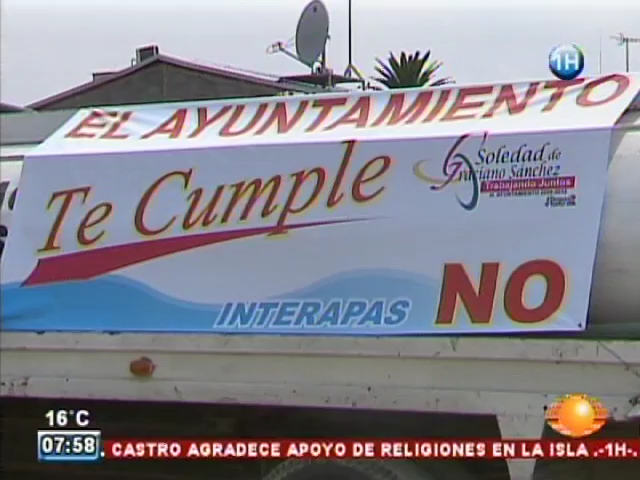 1H
EL AYUNTAMIENTO
Te Cumple
Soledad de
Graciano Sánchez
Trabajando Juntos
INTERAPAS
NO
16°C
07:58
. CASTRO AGRADECE APOYO DE RELIGIONES EN LA ISLA .-1H-.